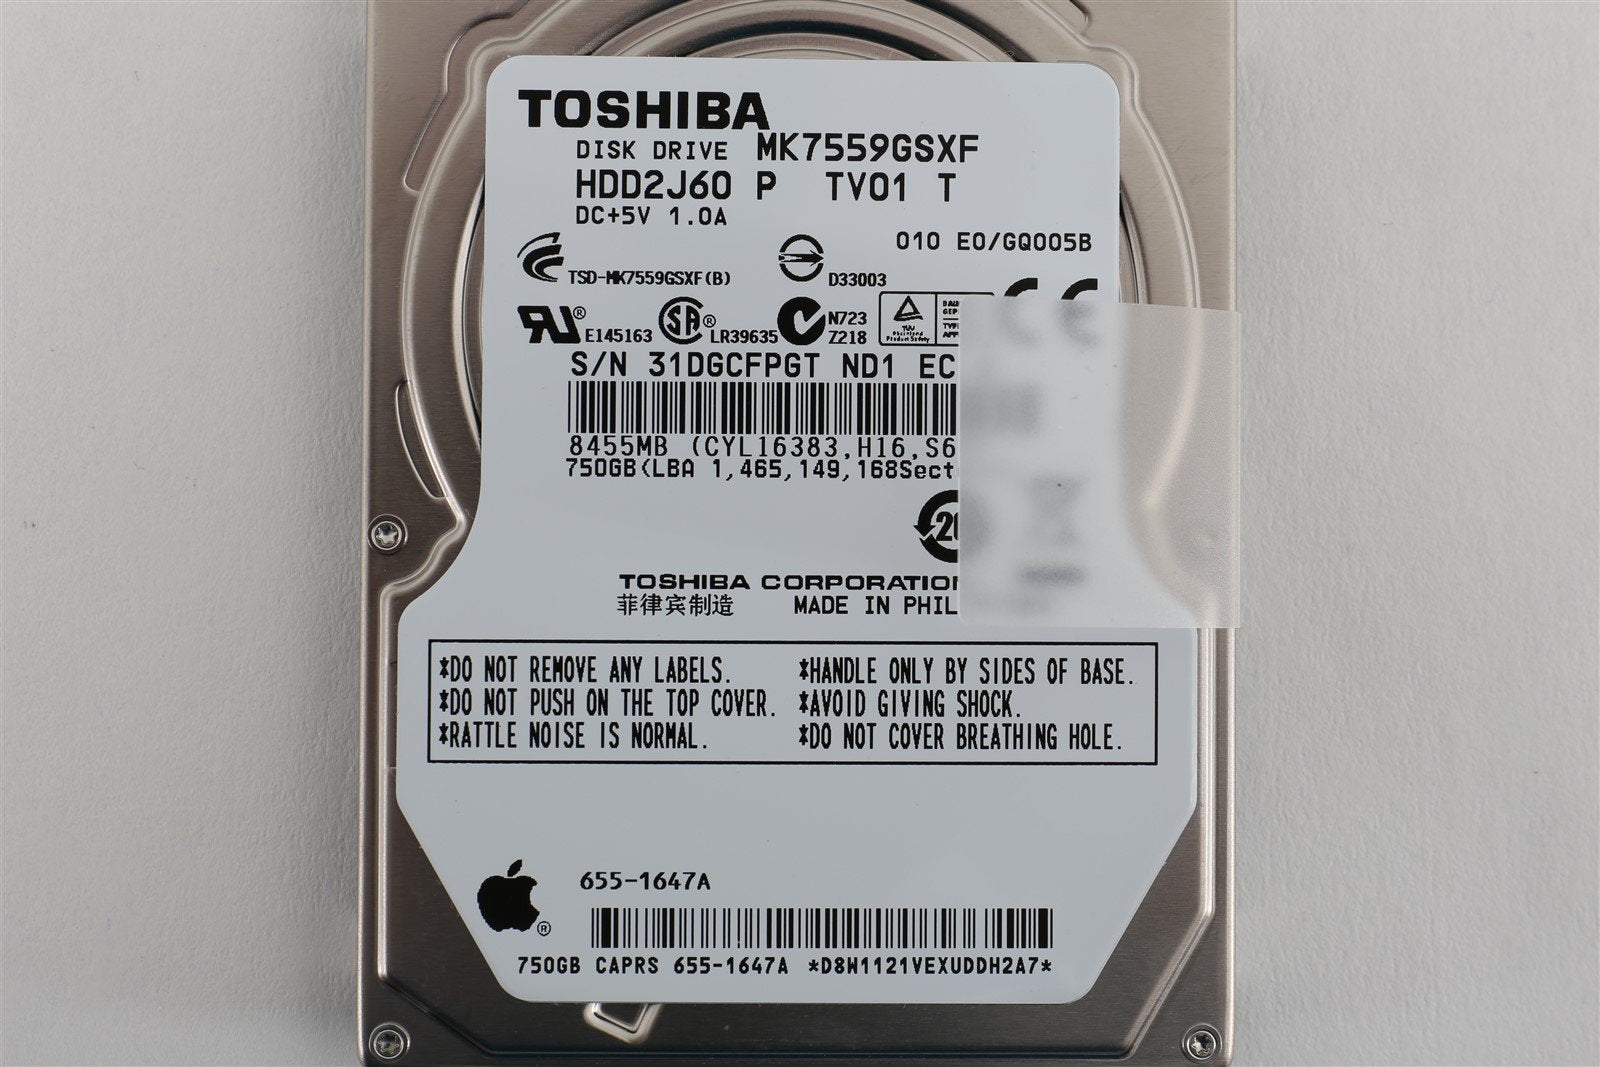 TOSHIBA
DISK DRIVE MK7559GSXF
HDD2J60 P TV01 T
DC+5V 1.0A
010 E0/GQ005B
TSD-MK7559GSXF(B)
D33003
CE
E145163
LR39635
N723
Z218
TÜV
S/N 31DGCFPGT ND1 EC
8455MB (CYL16383,H16,S6
750GB(LBA 1,465,149,168Sect
TOSHIBA CORPORATION
菲律宾制造 MADE IN PHIL
*DO NOT REMOVE ANY LABELS. *HANDLE ONLY BY SIDES OF BASE.
*DO NOT PUSH ON THE TOP COVER. *AVOID GIVING SHOCK.
*RATTLE NOISE IS NORMAL. *DO NOT COVER BREATHING HOLE.
655-1647A
750GB CAPRS 655-1647A *D8W1121VEXUDDH2A7*